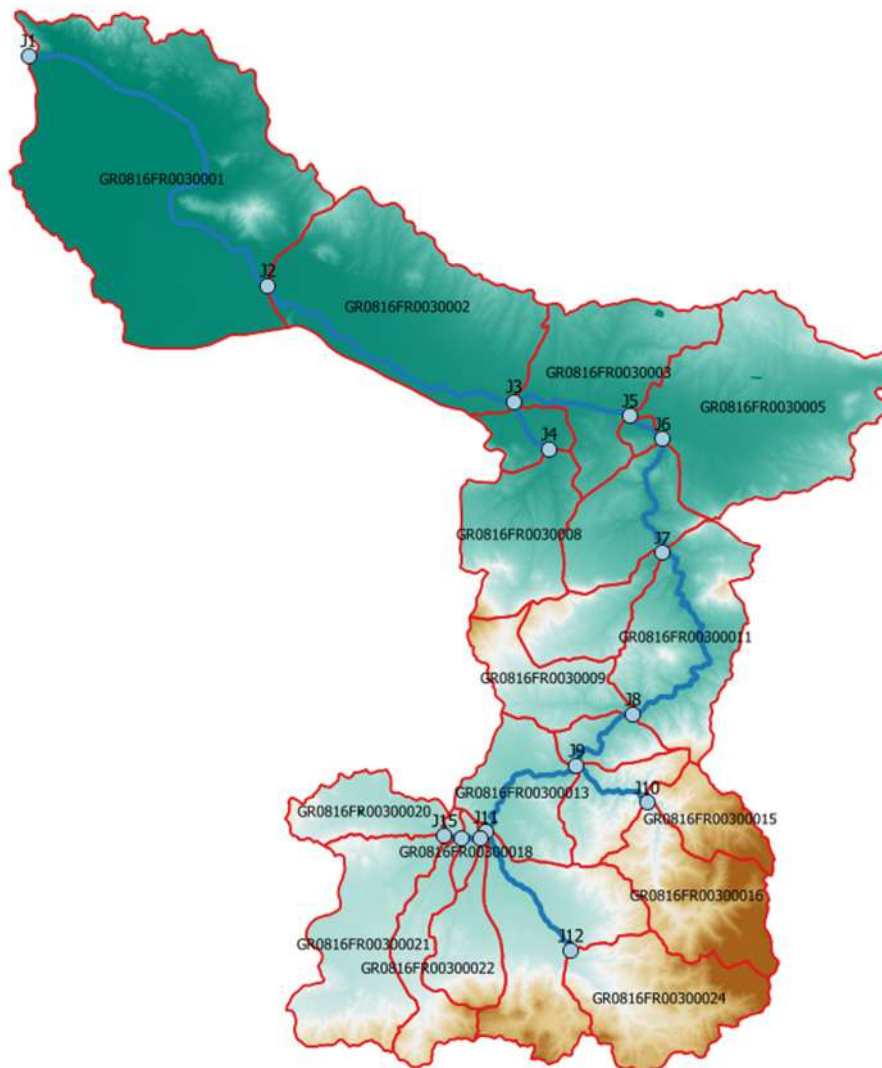 J1
GR0816FR0030001
J2
GR0816FR0030002
GR0816FR0030003
J3
J5
GR0816FR0030005
J4
J6
GR0816FR0030008
J7
GR0816FR00300011
GR0816FR0030009
J8
J9
GR0816FR00300013
J10
GR0816FR00300020
GR0816FR00300015
J15
J11
GR0816FR00300018
GR0816FR00300016
J12
GR0816FR00300021
GR0816FR00300022
GR0816FR00300024